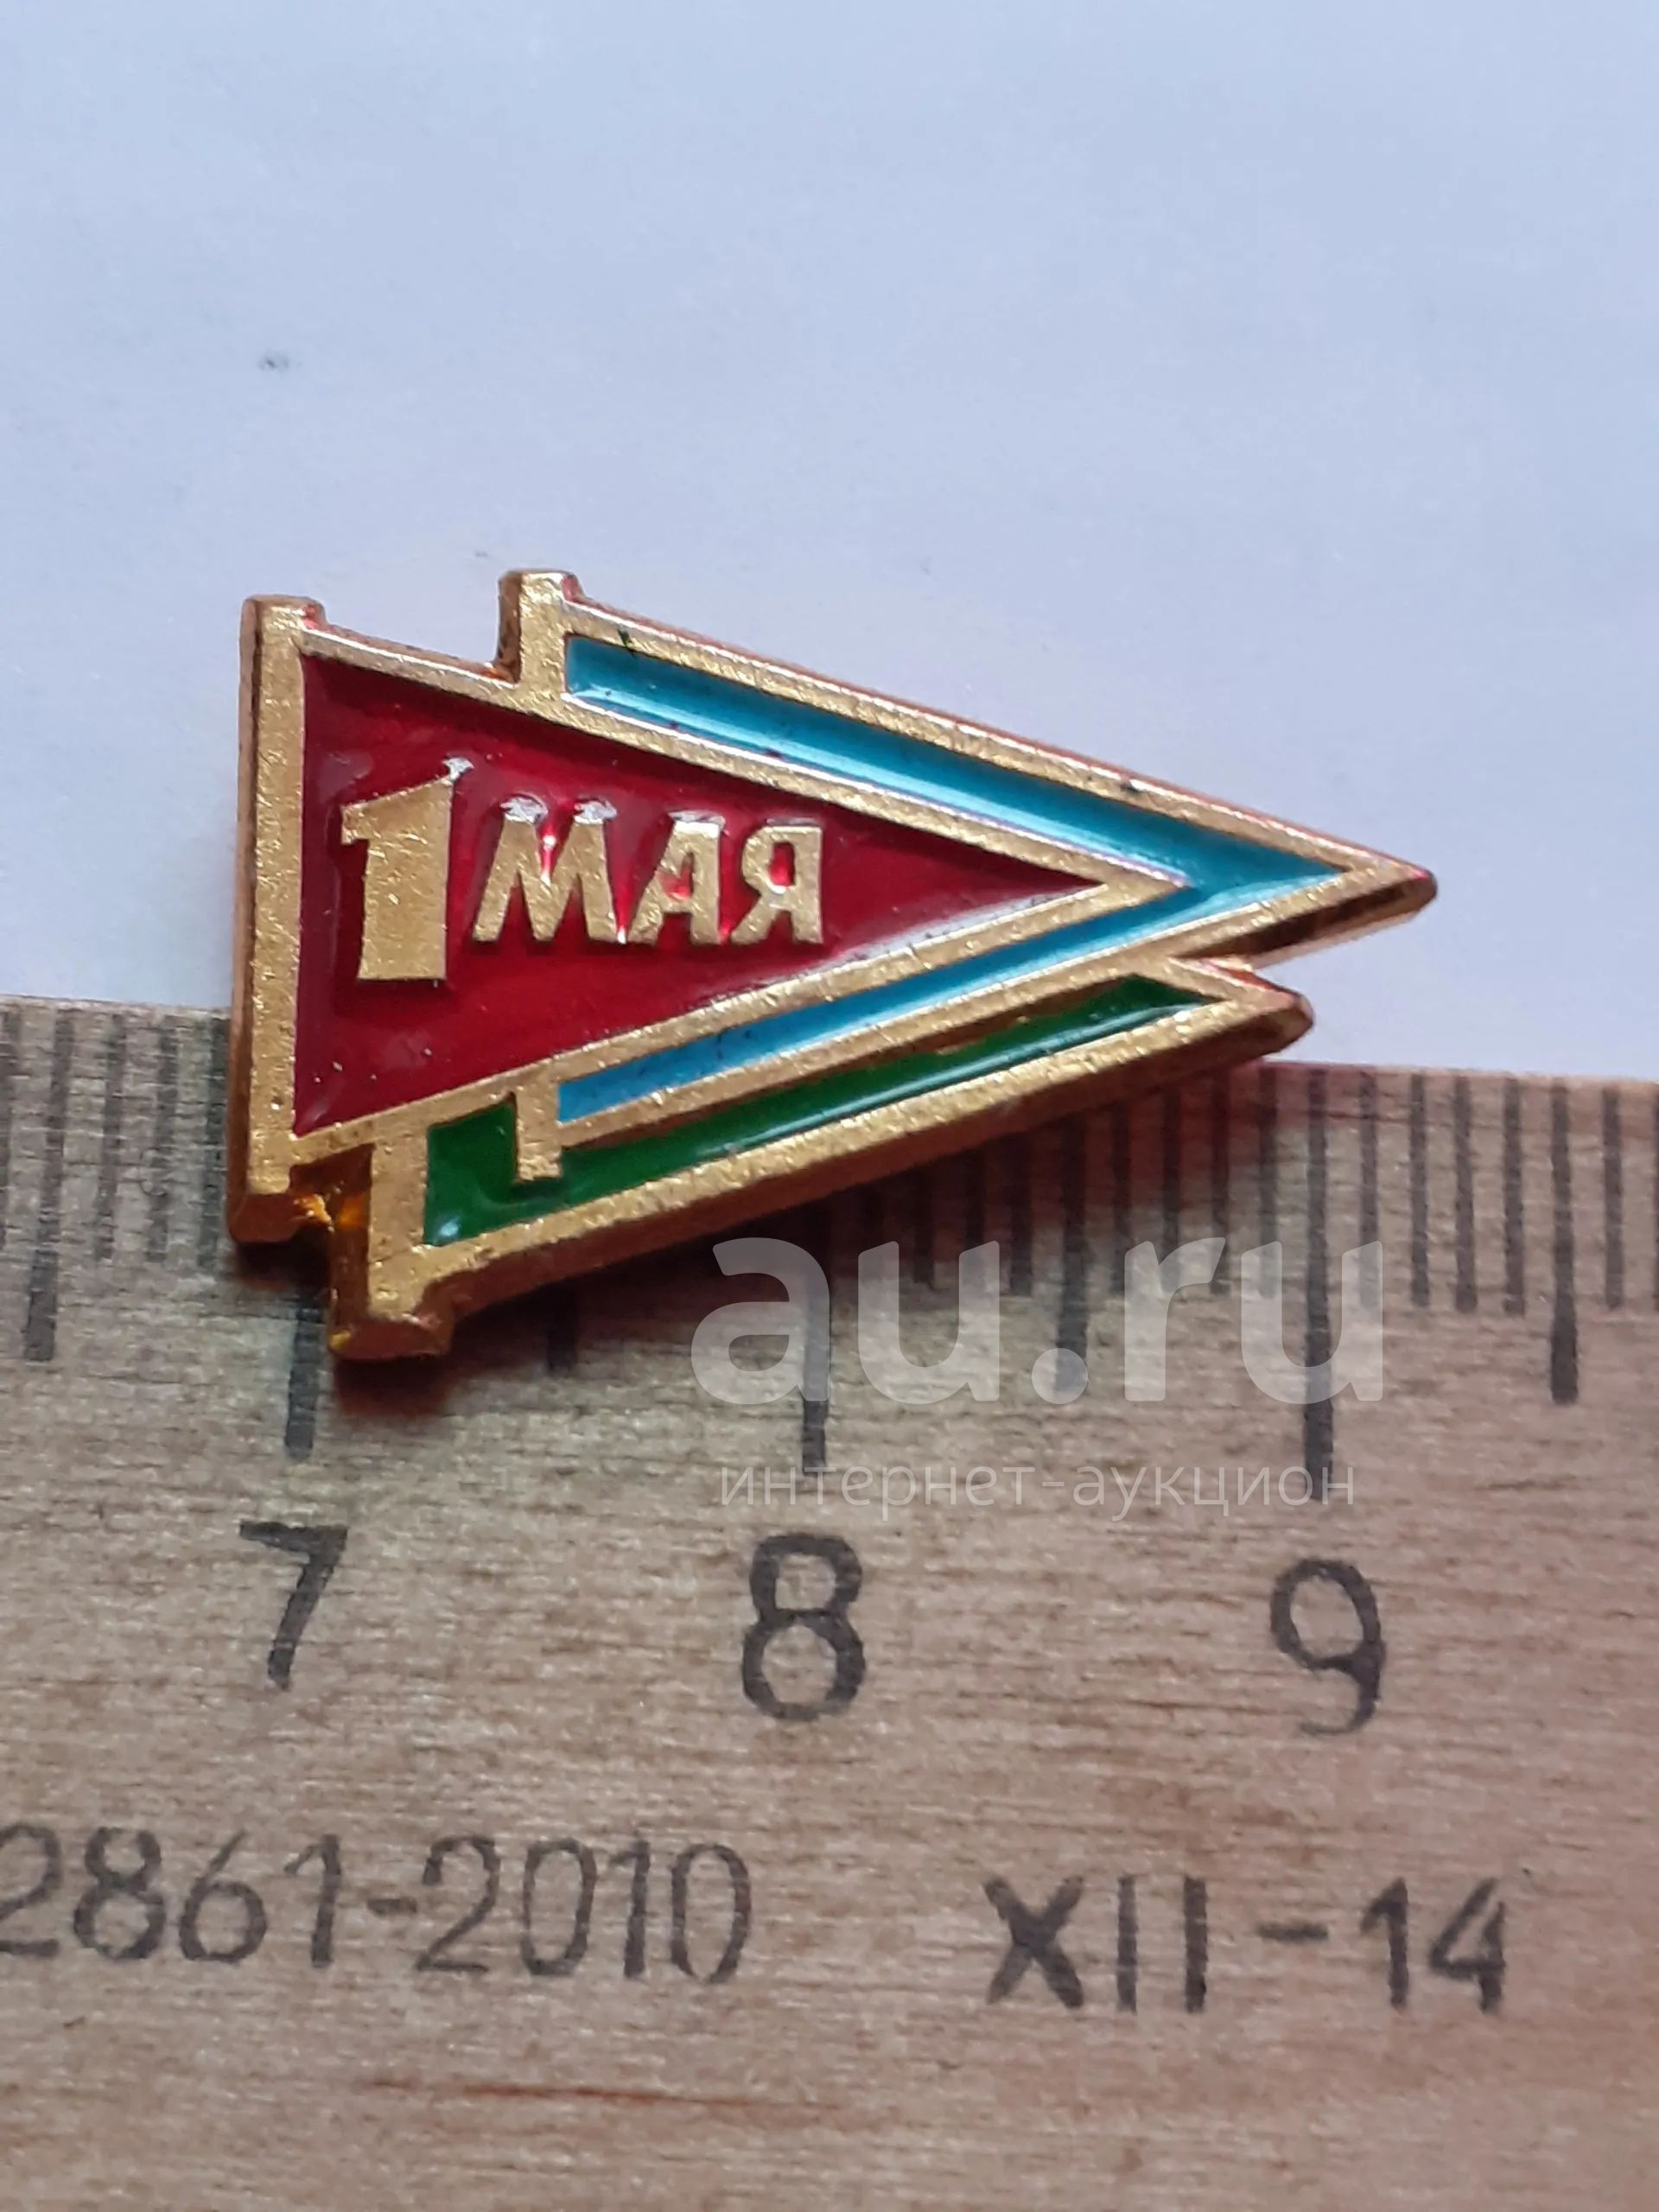 1 МАЯ
au.ru
интернет-аукцион
7 8 9
2861-2010 XII-14